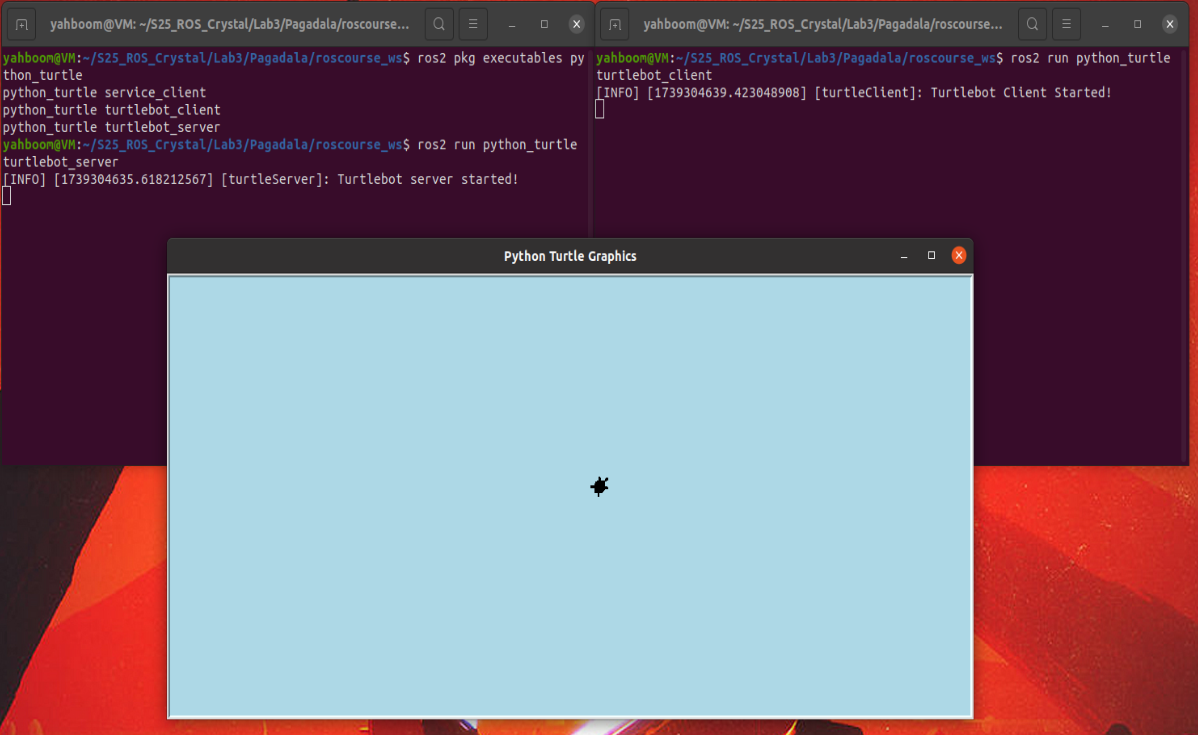 yahboom@VM: ~/S25_ROS_Crystal/Lab3/Pagadala/roscourse...
yahboom@VM:~/S25_ROS_Crystal/Lab3/Pagadala/roscourse_ws$ ros2 pkg executables py
thon_turtle
python_turtle service_client
python_turtle turtlebot_client
python_turtle turtlebot_server
yahboom@VM:~/S25_ROS_Crystal/Lab3/Pagadala/roscourse_ws$ ros2 run python_turtle
turtlebot_server
[INFO] [1739304635.618212567] [turtleServer]: Turtlebot server started!
yahboom@VM: ~/S25_ROS_Crystal/Lab3/Pagadala/roscourse...
yahboom@VM:~/S25_ROS_Crystal/Lab3/Pagadala/roscourse_ws$ ros2 run python_turtle
turtlebot_client
[INFO] [1739304639.423048908] [turtleClient]: Turtlebot Client Started!
Python Turtle Graphics